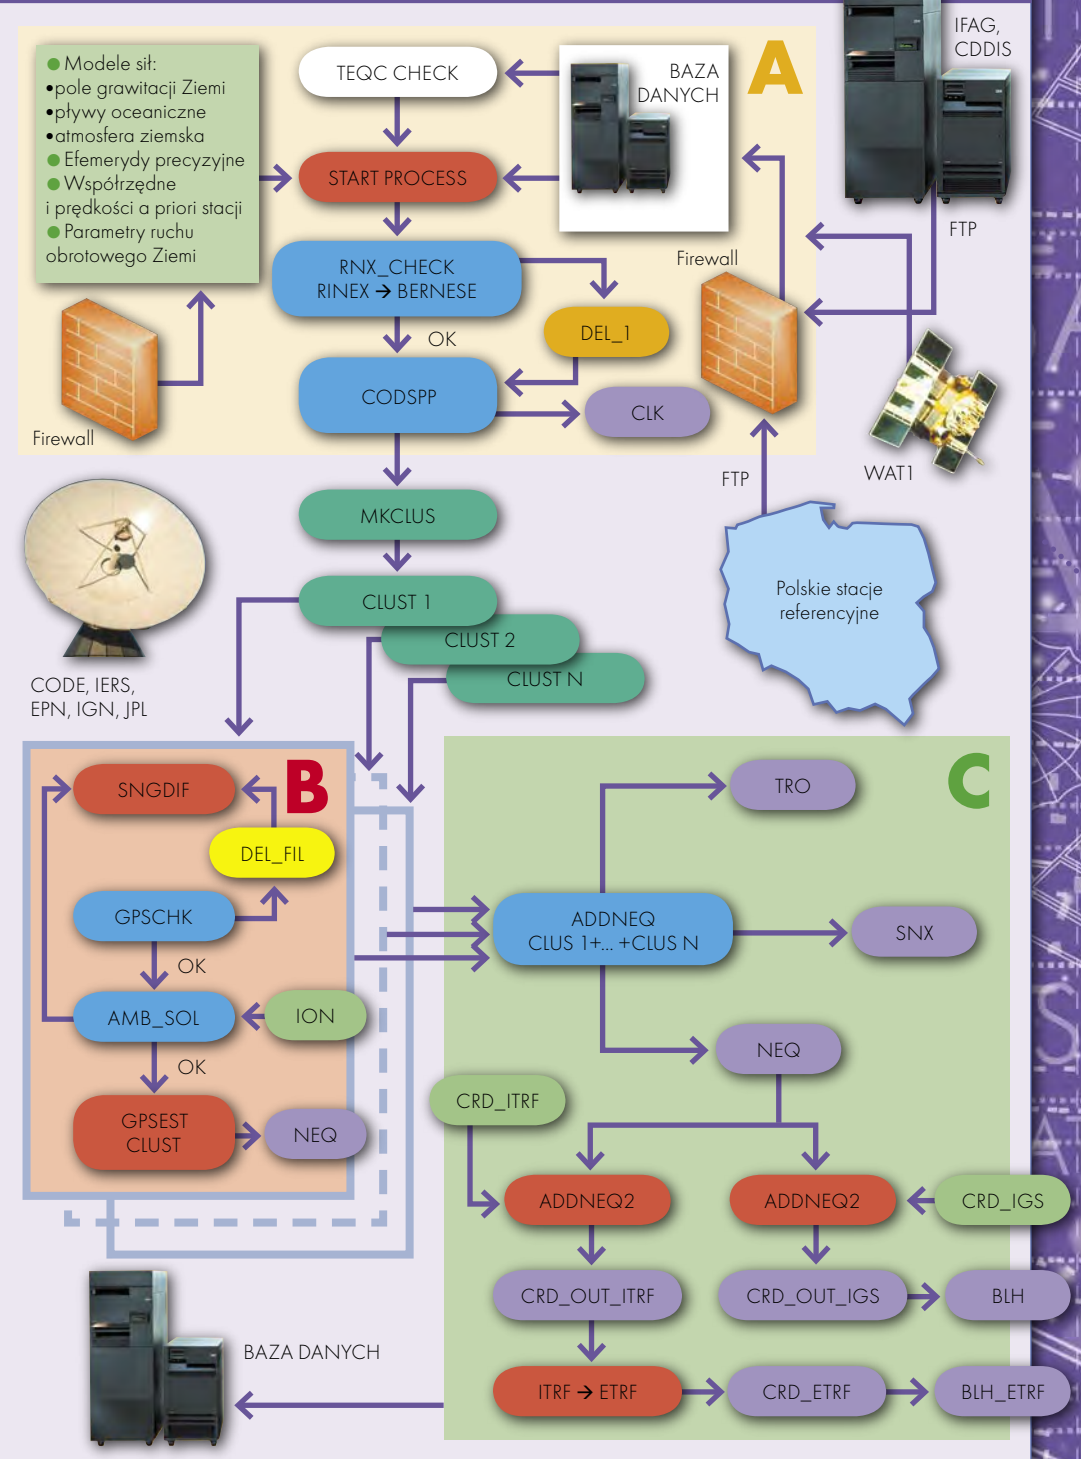 IFAG,
CDDIS
A
● Modele sił:
•pole grawitacji Ziemi
•pływy oceaniczne
•atmosfera ziemska
● Efemerydy precyzyjne
● Współrzędne
i prędkości a priori stacji
● Parametry ruchu
obrotowego Ziemi
TEQC CHECK
BAZA
DANYCH
START PROCESS
FTP
RNX_CHECK
RINEX → BERNESE
Firewall
OK
DEL_1
CODSPP
CLK
Firewall
WAT1
FTP
MKCLUS
CLUST 1
CLUST 2
CLUST N
Polskie stacje
referencyjne
CODE, IERS,
EPN, IGN, JPL
B
SNGDIF
DEL_FIL
GPSCHK
OK
AMB_SOL
ION
OK
GPSEST
CLUST
NEQ
C
TRO
ADDNEQ
CLUS 1+... +CLUS N
SNX
NEQ
CRD_ITRF
ADDNEQ2
ADDNEQ2
CRD_IGS
CRD_OUT_ITRF
CRD_OUT_IGS
BLH
ITRF → ETRF
CRD_ETRF
BLH_ETRF
BAZA DANYCH